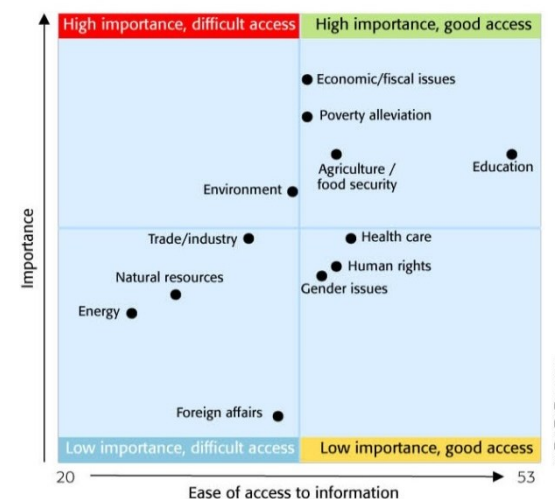 High importance, difficult access
High importance, good access
Economic/fiscal issues
Poverty alleviation
Agriculture /
food security
Education
Environment
Importance
Trade/industry
Health care
Natural resources
Human rights
Gender issues
Energy
Foreign affairs
Low importance, difficult access
Low importance, good access
20
53
Ease of access to information